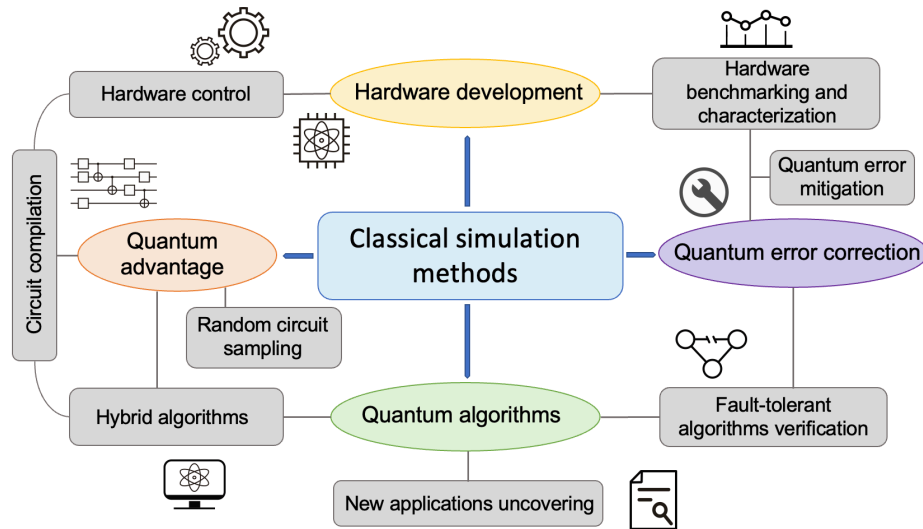 Hardware control
Hardware development
Hardware
benchmarking and
characterization
Quantum error
mitigation
Circuit compilation
Quantum
advantage
Classical simulation
methods
Quantum error correction
Random circuit
sampling
Hybrid algorithms
Quantum algorithms
Fault-tolerant
algorithms verification
New applications uncovering